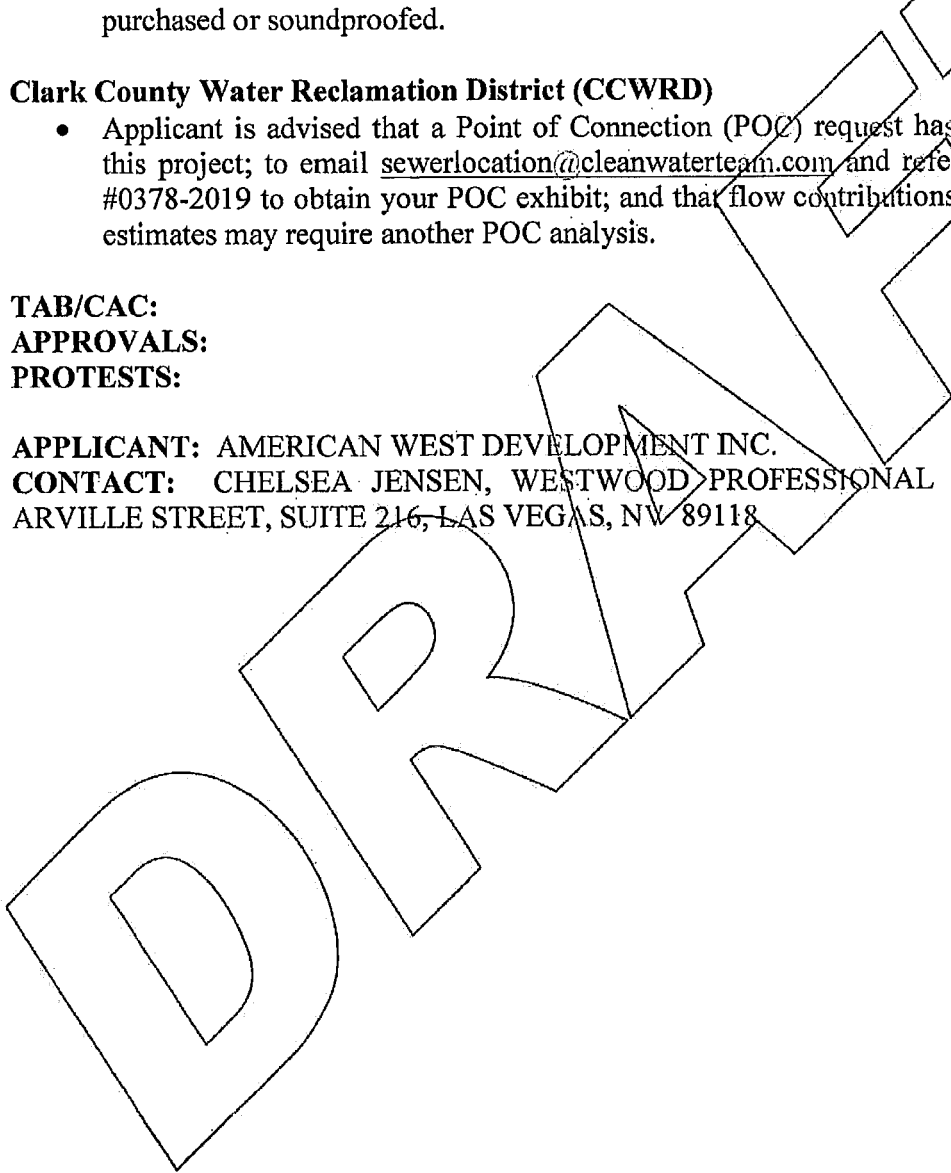 purchased or soundproofed.
Clark County Water Reclamation District (CCWRD)
• Applicant is advised that a Point of Connection (POC) request has
this project; to email sewerlocation@cleanwaterteam.com and refe
#0378-2019 to obtain your POC exhibit; and that flow contributions
estimates may require another POC analysis.
TAB/CAC:
APPROVALS:
PROTESTS:
APPLICANT: AMERICAN WEST DEVELOPMENT INC.
CONTACT: CHELSEA JENSEN, WESTWOOD PROFESSIONAL
ARVILLE STREET, SUITE 216, LAS VEGAS, NV 89118
DRAF